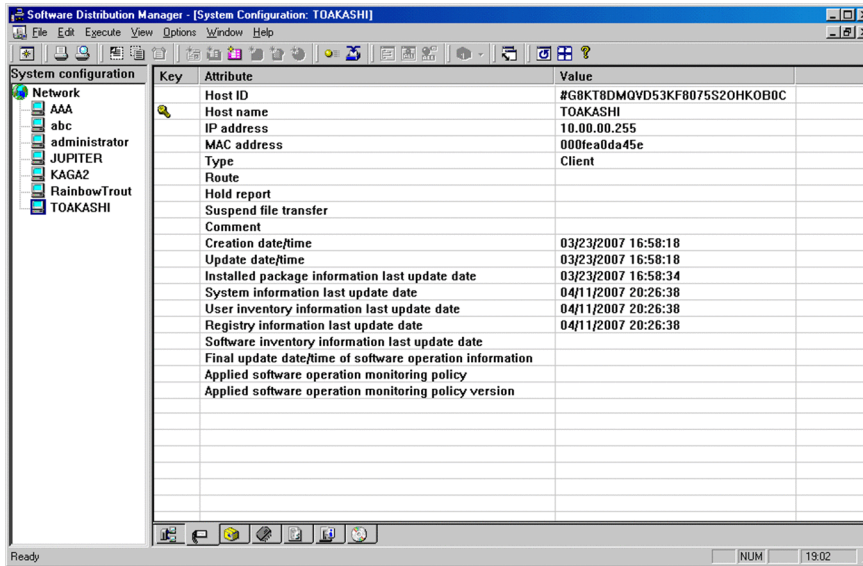 Software Distribution Manager - [System Configuration: TOAKASHI]
File Edit Execute View Options Window Help
System configuration
Network
AAA
abc
administrator
JUPITER
KAGA2
RainbowTrout
TOAKASHI
Key Attribute Value
Host ID #G8KT8DMQVD53KF8075S2OHKOB0C
Host name TOAKASHI
IP address 10.00.00.255
MAC address 000fea0da45e
Type Client
Route
Hold report
Suspend file transfer
Comment
Creation date/time 03/23/2007 16:58:18
Update date/time 03/23/2007 16:58:18
Installed package information last update date 03/23/2007 16:58:34
System information last update date 04/11/2007 20:26:38
User inventory information last update date 04/11/2007 20:26:38
Registry information last update date 04/11/2007 20:26:38
Software inventory information last update date
Final update date/time of software operation information
Applied software operation monitoring policy
Applied software operation monitoring policy version
Ready NUM 19:02